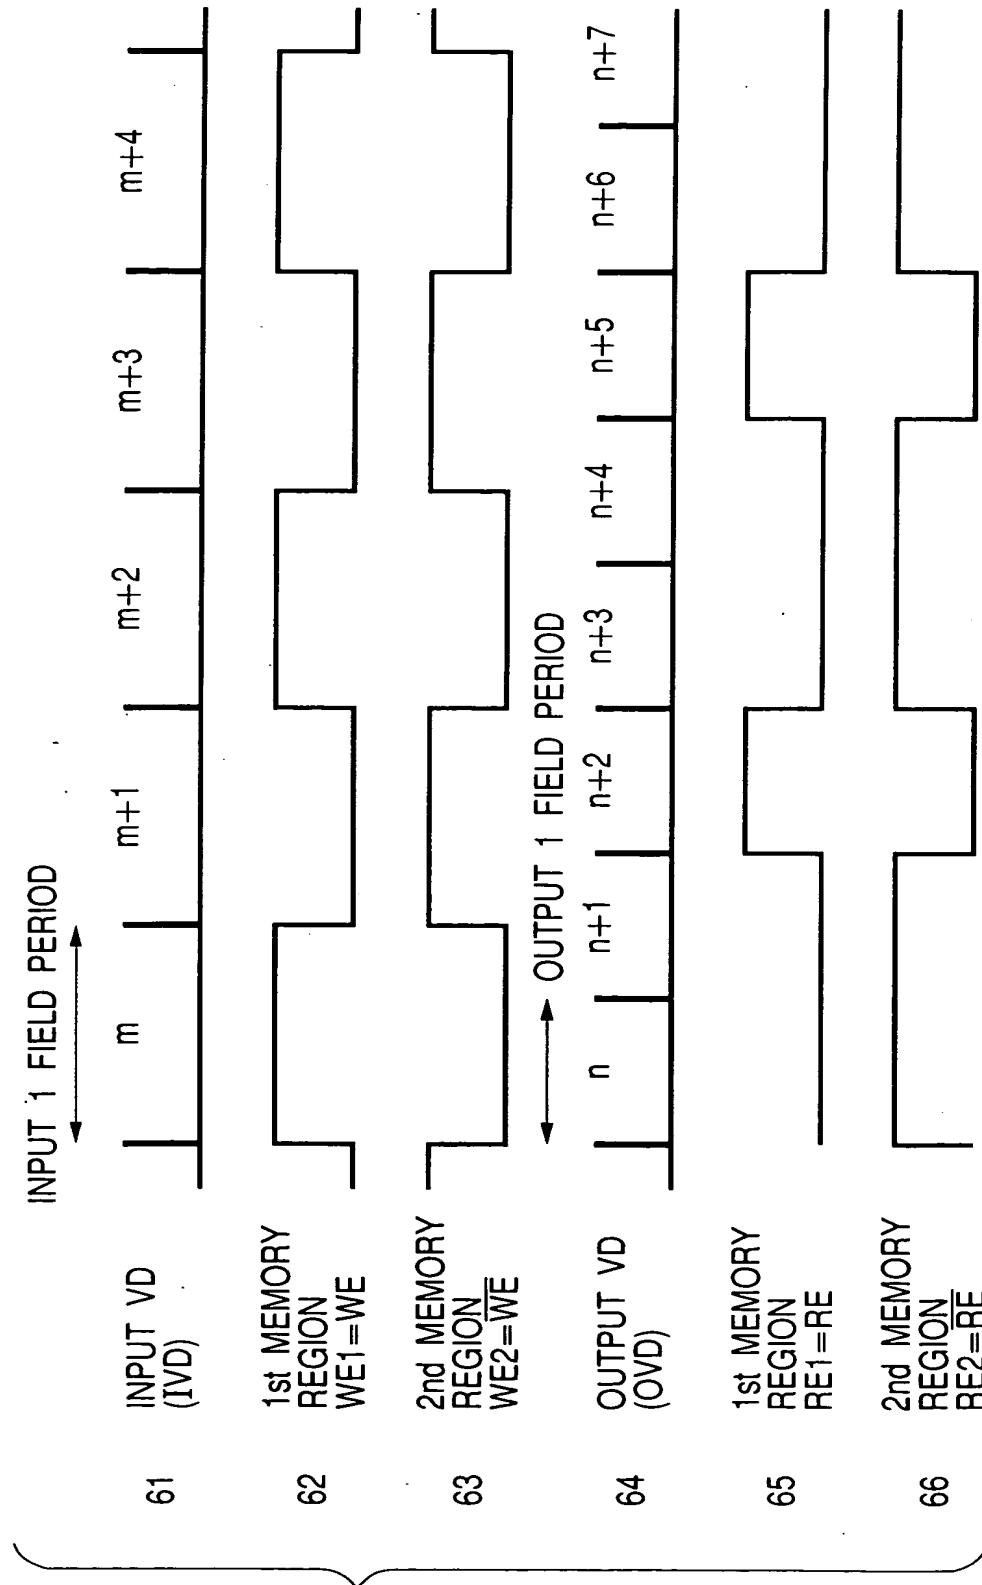 INPUT 1 FIELD PERIOD
61 INPUT VD (IVD) m m+1 m+2 m+3 m+4
62 1st MEMORY REGION WE1=WE
63 2nd MEMORY REGION WE2=W̅E̅
OUTPUT 1 FIELD PERIOD
64 OUTPUT VD (OVD) n n+1 n+2 n+3 n+4 n+5 n+6 n+7
65 1st MEMORY REGION RE1=RE
66 2nd MEMORY REGION RE2=R̅E̅